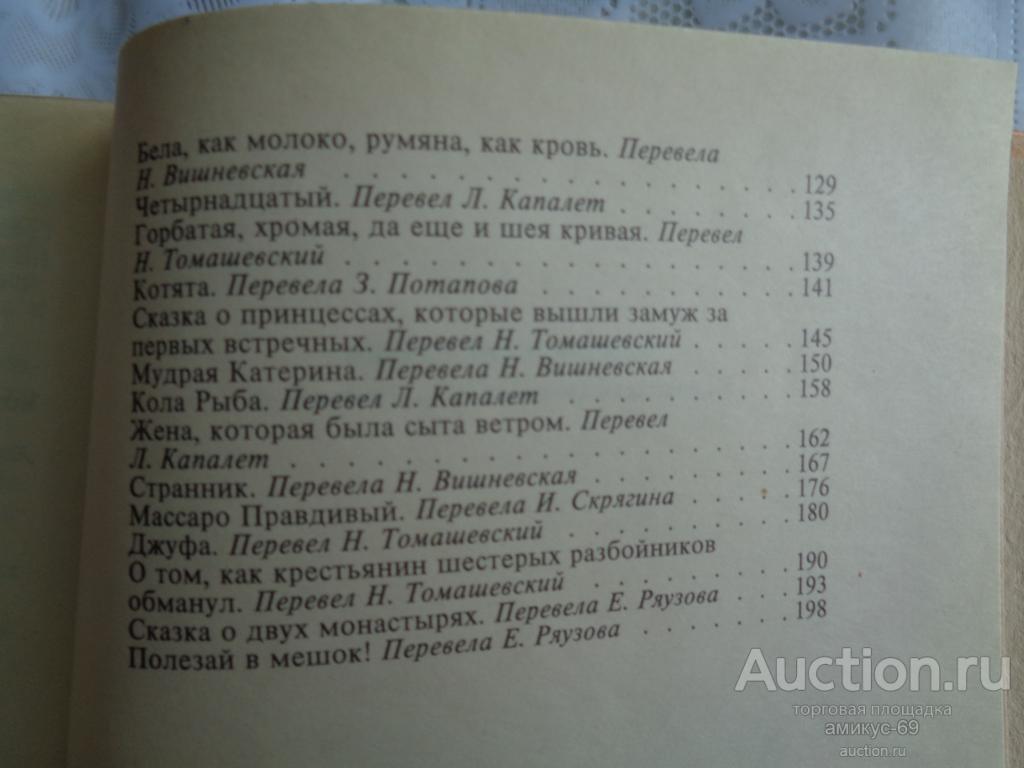 Бела, как молоко, румяна, как кровь. Перевела
Н. Вишневская . . . . . . . . . . . . . . . . . 129
Четырнадцатый. Перевел Л. Капалет . . . . . . . . 135
Горбатая, хромая, да еще и шея кривая. Перевел
Н. Томашевский . . . . . . . . . . . . . . . . . 139
Котята. Перевела З. Потапова . . . . . . . . . . . 141
Сказка о принцессах, которые вышли замуж за
первых встречных. Перевел Н. Томашевский . . . . . 145
Мудрая Катерина. Перевела Н. Вишневская . . . . . 150
Кола Рыба. Перевел Л. Капалет . . . . . . . . . . 158
Жена, которая была сыта ветром. Перевел
Л. Капалет . . . . . . . . . . . . . . . . . . . 162
Странник. Перевела Н. Вишневская . . . . . . . . 167
Массаро Правдивый. Перевела И. Скрягина . . . . . 176
Джуфа. Перевел Н. Томашевский . . . . . . . . . . 180
О том, как крестьянин шестерых разбойников
обманул. Перевел Н. Томашевский . . . . . . . . . 190
Сказка о двух монастырях. Перевела Е. Ряузова . . . 193
Полезай в мешок! Перевела Е. Ряузова . . . . . . . 198
Auction.ru
торговая площадка
амикус-69
auction.ru